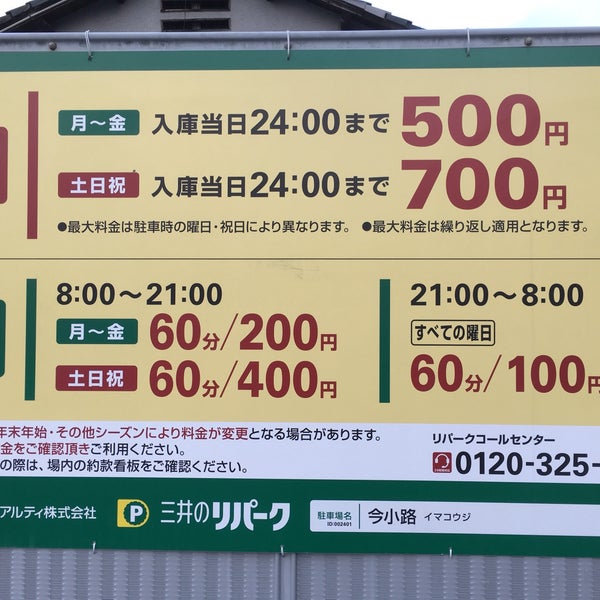 月〜金 入庫当日24:00まで 500円
土日祝 入庫当日24:00まで 700円
●最大料金は駐車時の曜日・祝日により異なります。 ●最大料金は繰り返し適用となります。
8:00〜21:00
月〜金 60分/200円
土日祝 60分/400円
21:00〜8:00
すべての曜日
60分/100円
年末年始・その他シーズンにより料金が変更となる場合があります。
金をご確認頂きご利用ください。
の際は、場内の約款看板をご確認ください。
リパークコールセンター
0120-325-
アルティ株式会社 P 三井のリパーク 駐車場名 ID:002401 今小路 イマコウジ